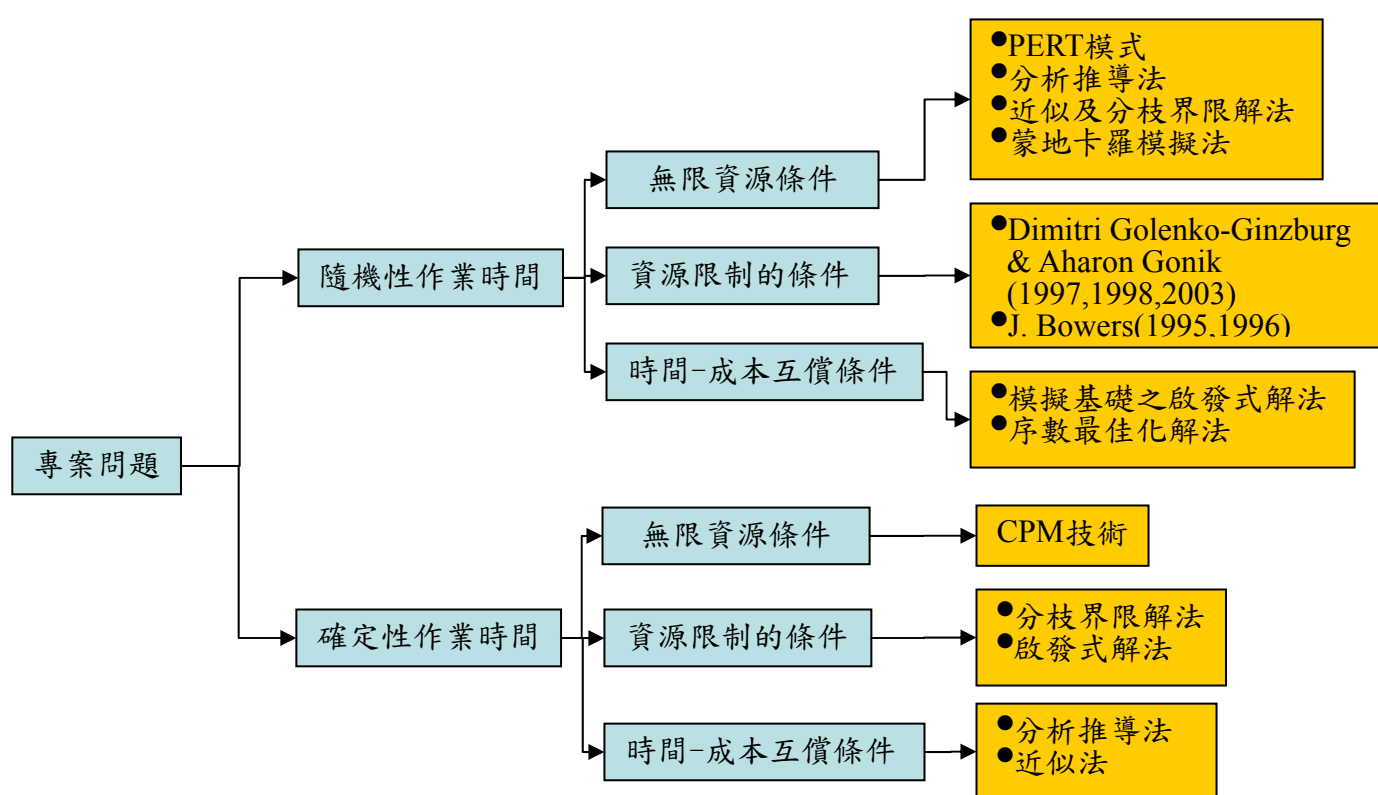 專案問題
隨機性作業時間
無限資源條件
●PERT模式
●分析推導法
●近似及分枝界限解法
●蒙地卡羅模擬法
資源限制的條件
●Dimitri Golenko-Ginzburg
& Aharon Gonik
(1997,1998,2003)
●J. Bowers(1995,1996)
時間-成本互償條件
●模擬基礎之啟發式解法
●序數最佳化解法
確定性作業時間
無限資源條件
CPM技術
資源限制的條件
●分枝界限解法
●啟發式解法
時間-成本互償條件
●分析推導法
●近似法